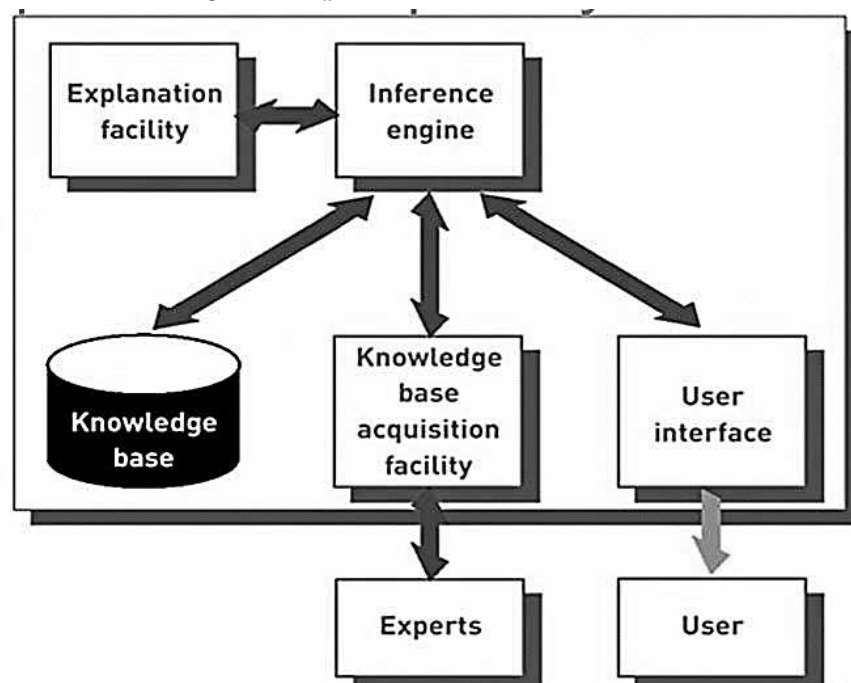 Explanation
facility
Inference
engine
Knowledge
base
Knowledge
base
acquisition
facility
User
interface
Experts
User